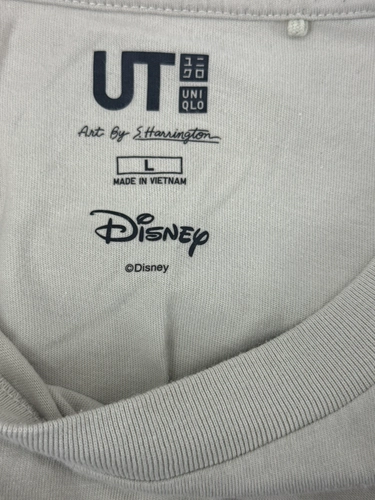 UT ユニ
クロ
UNI
QLO
Art By S.Harrington
L
MADE IN VIETNAM
Disney
©Disney